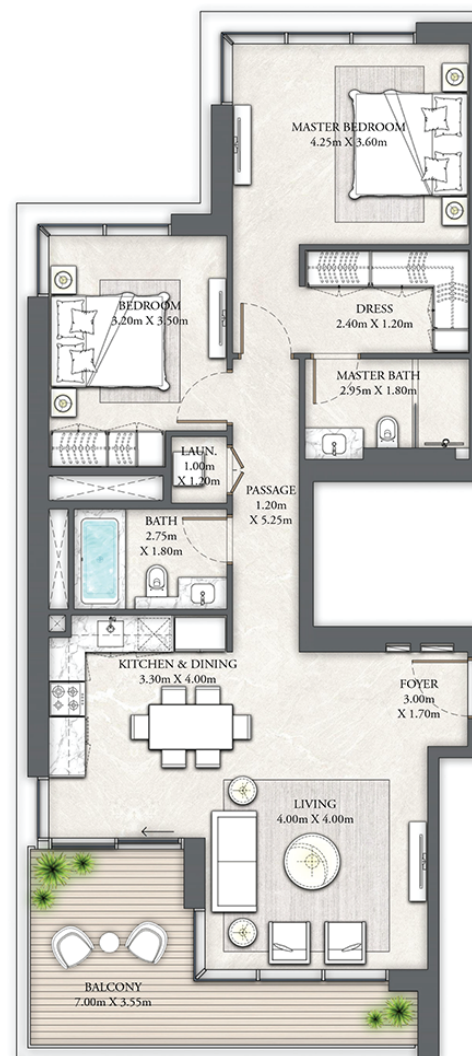 MASTER BEDROOM
4.25m X 3.60m
BEDROOM
3.20m X 3.50m
DRESS
2.40m X 1.20m
MASTER BATH
2.95m X 1.80m
LAUN.
1.00m
X 1.20m
PASSAGE
1.20m
X 5.25m
BATH
2.75m
X 1.80m
KITCHEN & DINING
3.30m X 4.00m
FOYER
3.00m
X 1.70m
LIVING
4.00m X 4.00m
BALCONY
7.00m X 3.55m